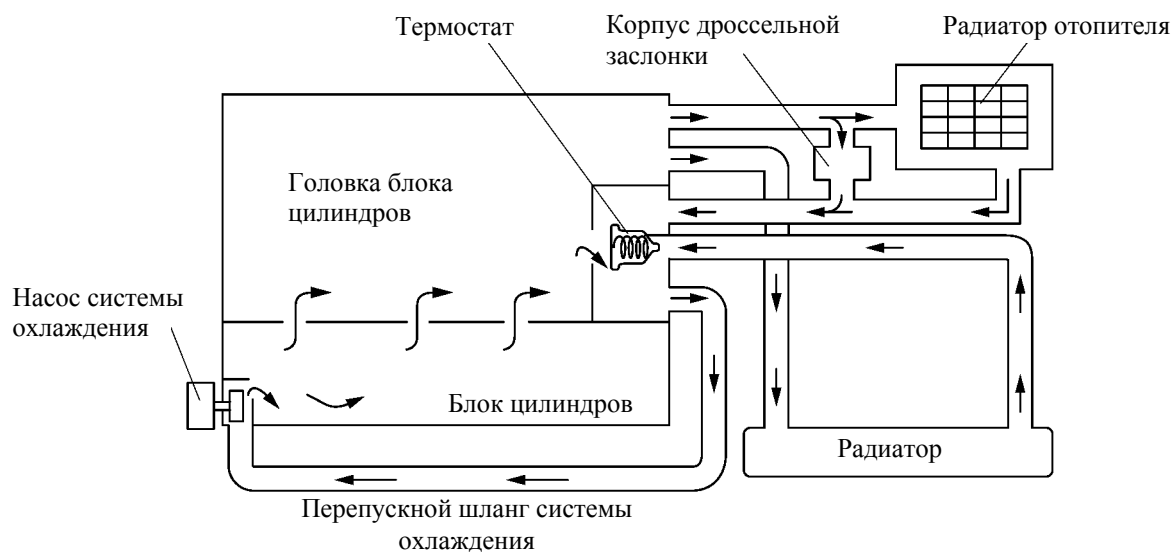 Термостат
Корпус дроссельной
заслонки
Радиатор отопителя
Головка блока
цилиндров
Насос системы
охлаждения
Блок цилиндров
Радиатор
Перепускной шланг системы
охлаждения